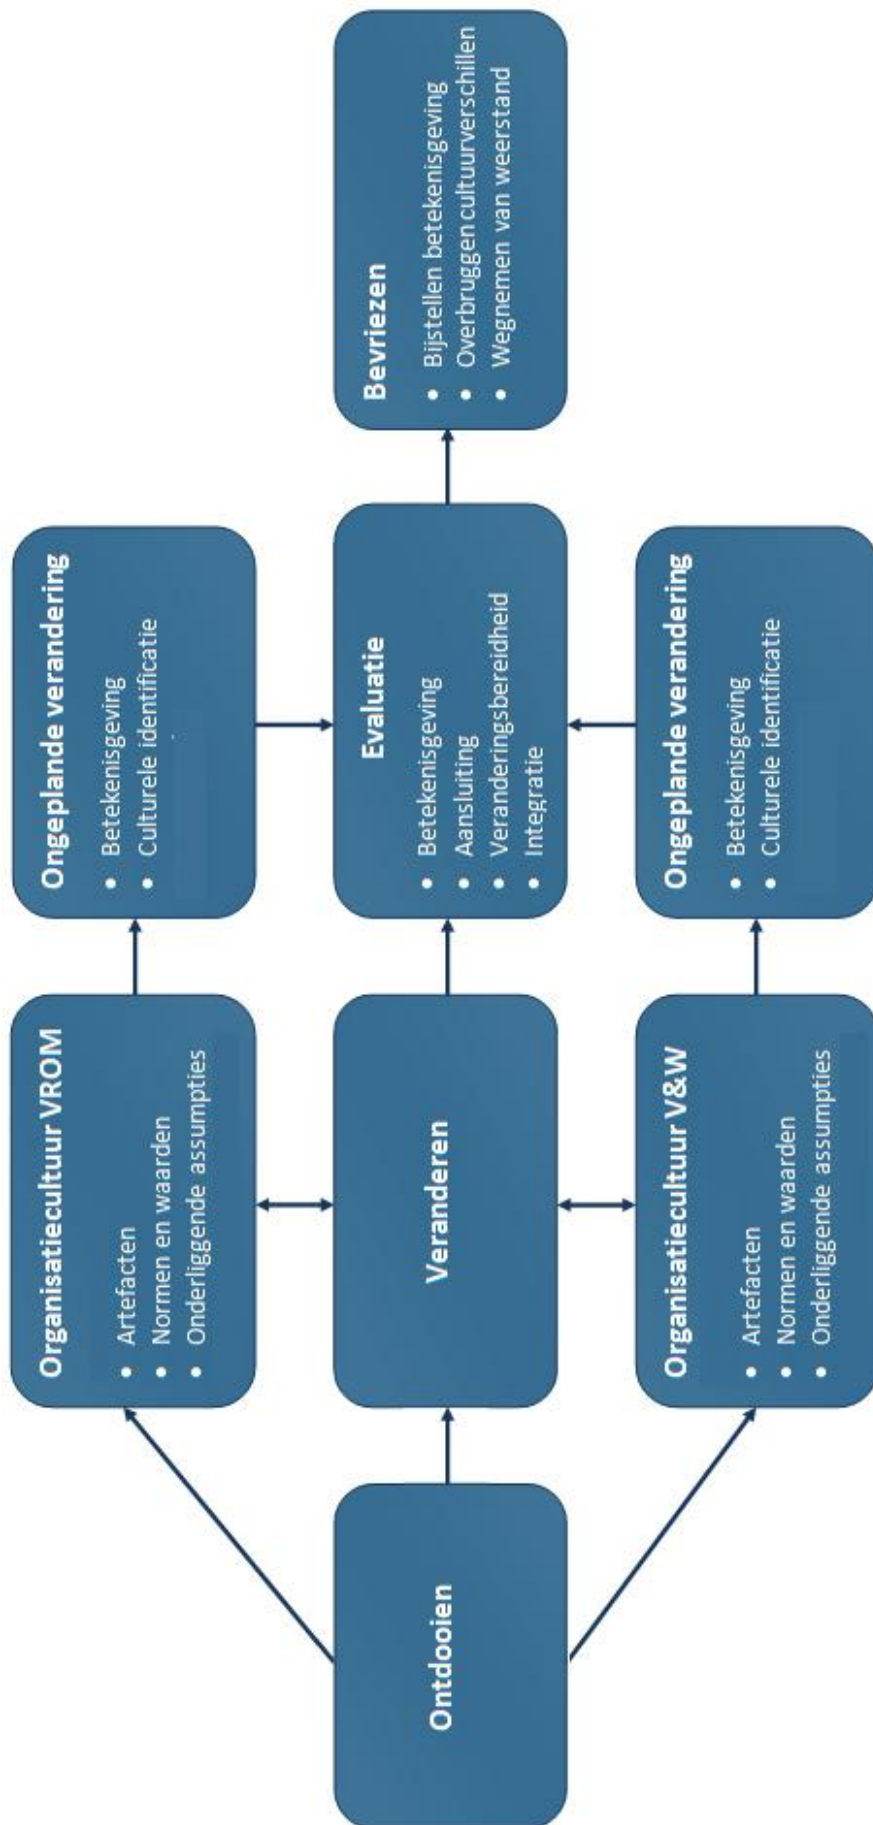 Ontdooien
Organisatiecultuur VROM
• Artefacten
• Normen en waarden
• Onderliggende assumpties
Veranderen
Organisatiecultuur V&W
• Artefacten
• Normen en waarden
• Onderliggende assumpties
Ongeplande verandering
• Betekenisgeving
• Culturele identificatie
Evaluatie
• Betekenisgeving
• Aansluiting
• Veranderingsbereidheid
• Integratie
Ongeplande verandering
• Betekenisgeving
• Culturele identificatie
Bevriezen
• Bijstellen betekenisgeving
• Overbruggen cultuurverschillen
• Wegnemen van weerstand